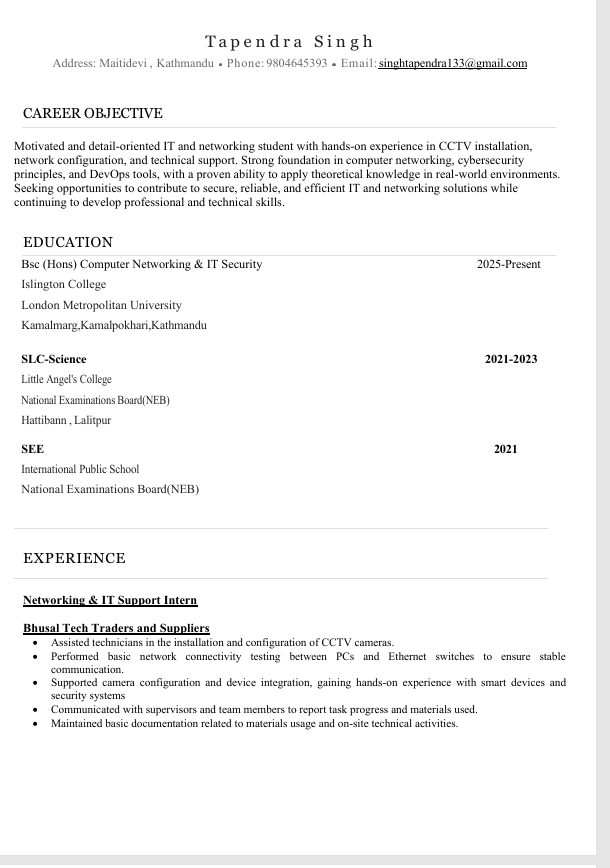 Tapendra Singh
Address: Maitidevi , Kathmandu • Phone: 9804645393 • Email: singhtapendra133@gmail.com
CAREER OBJECTIVE
Motivated and detail-oriented IT and networking student with hands-on experience in CCTV installation,
network configuration, and technical support. Strong foundation in computer networking, cybersecurity
principles, and DevOps tools, with a proven ability to apply theoretical knowledge in real-world environments.
Seeking opportunities to contribute to secure, reliable, and efficient IT and networking solutions while
continuing to develop professional and technical skills.
EDUCATION
Bsc (Hons) Computer Networking & IT Security 2025-Present
Islington College
London Metropolitan University
Kamalmarg,Kamalpokhari,Kathmandu
SLC-Science 2021-2023
Little Angel's College
National Examinations Board(NEB)
Hattibann , Lalitpur
SEE 2021
International Public School
National Examinations Board(NEB)
EXPERIENCE
Networking & IT Support Intern
Bhusal Tech Traders and Suppliers
• Assisted technicians in the installation and configuration of CCTV cameras.
• Performed basic network connectivity testing between PCs and Ethernet switches to ensure stable
communication.
• Supported camera configuration and device integration, gaining hands-on experience with smart devices and
security systems
• Communicated with supervisors and team members to report task progress and materials used.
• Maintained basic documentation related to materials usage and on-site technical activities.